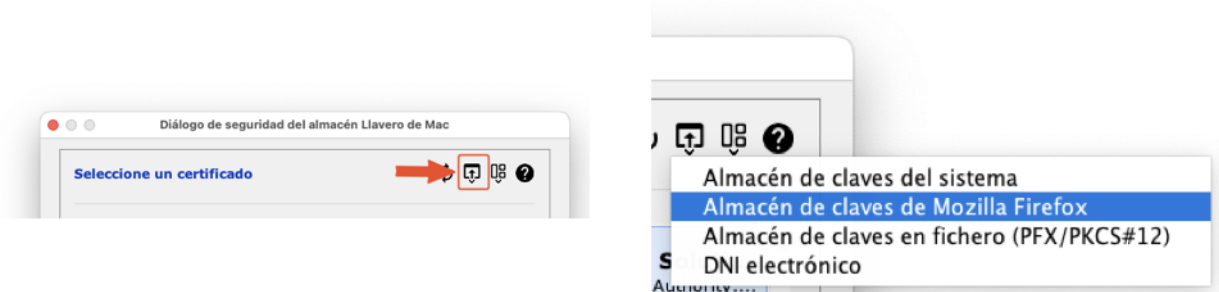 Diálogo de seguridad del almacén Llavero de Mac
Seleccione un certificado
Almacén de claves del sistema
Almacén de claves de Mozilla Firefox
Almacén de claves en fichero (PFX/PKCS#12)
DNI electrónico